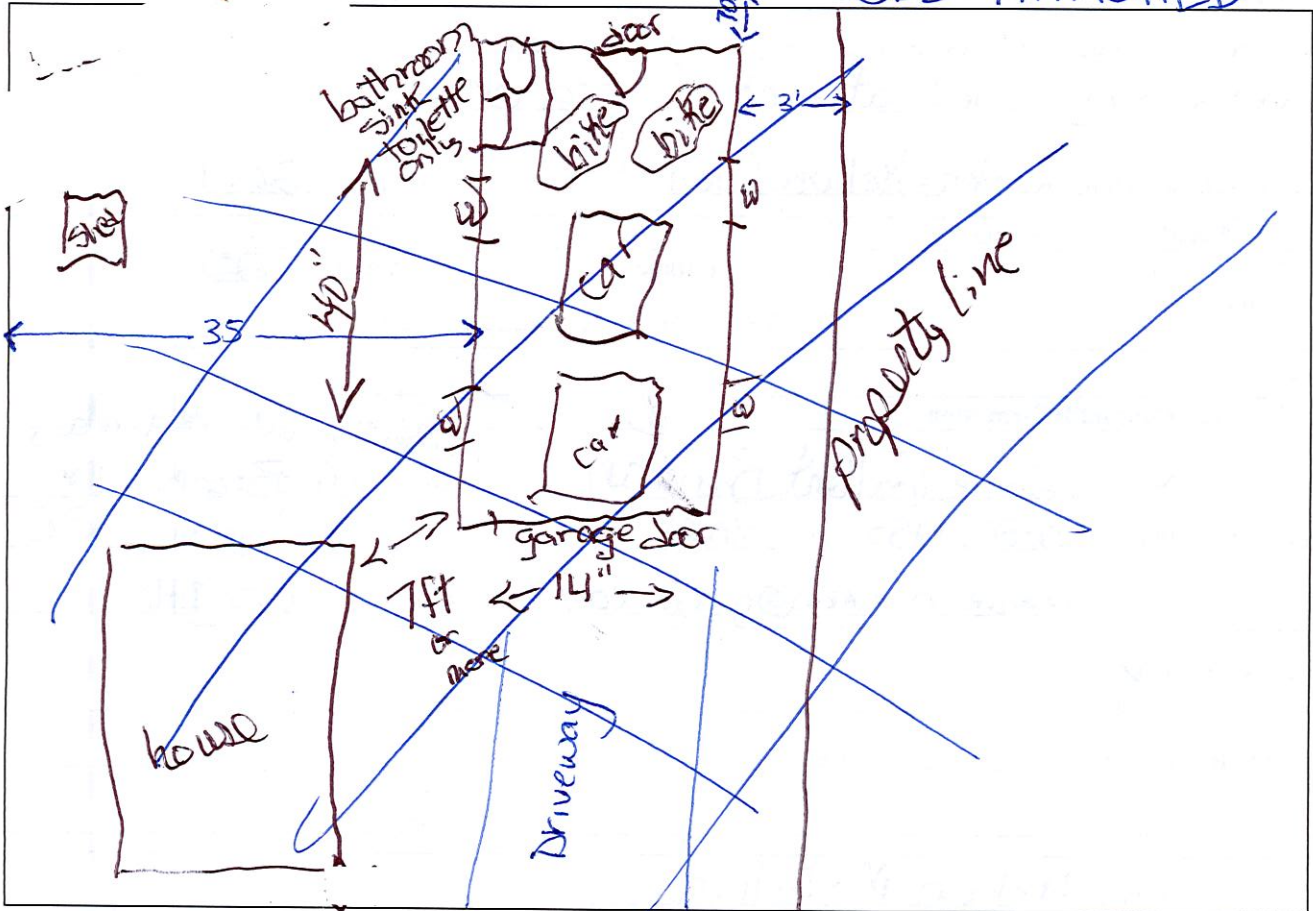 door
bathroom
sink
toilette
only
bike
bike
3'
W
W
shed
car
40"
35
property line
W
W
car
garage door
7ft
or
more
14"
house
Driveway